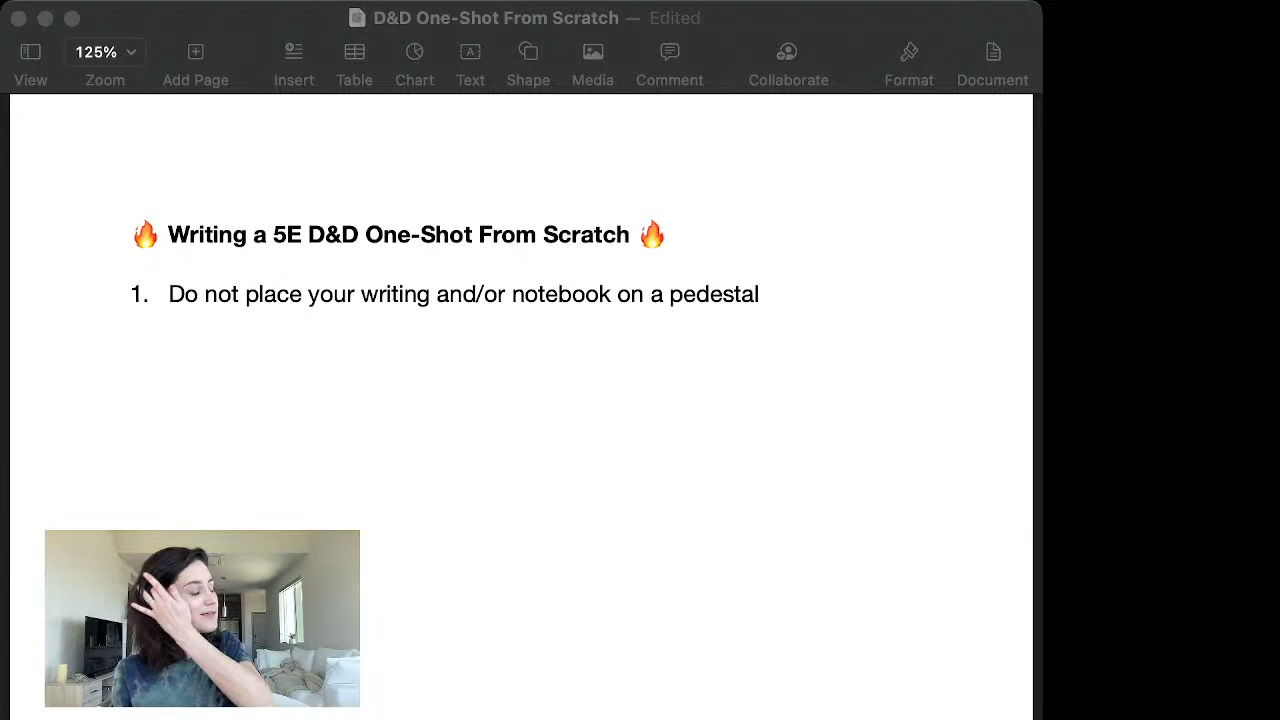 D&D One-Shot From Scratch — Edited
125%
View Zoom Add Page Insert Table Chart Text Shape Media Comment Collaborate Format Document
🔥 Writing a 5E D&D One-Shot From Scratch 🔥
1. Do not place your writing and/or notebook on a pedestal